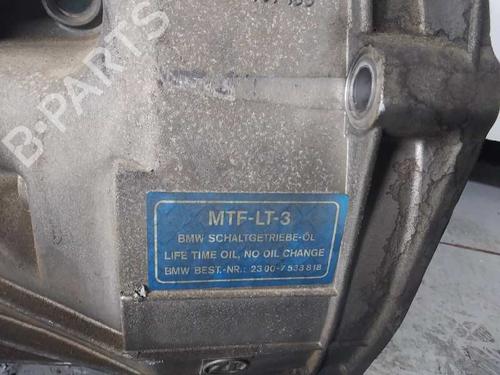 B-PARTS
MTF-LT-3
BMW SCHALTGETRIEBE-ÖL
LIFE TIME OIL, NO OIL CHANGE
BMW BEST.-NR.: 23 00-7 533 818